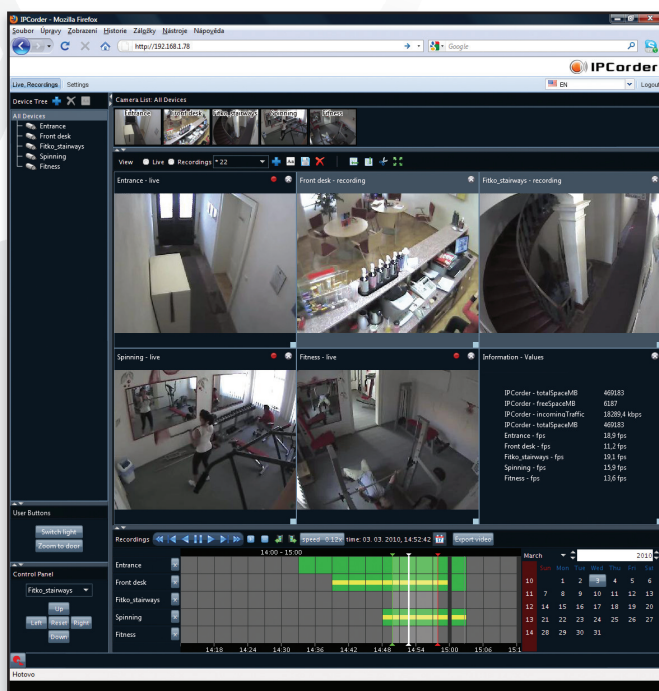 IPCorder - Mozilla Firefox
Soubor Úpravy Zobrazení Historie Záložky Nástroje Nápověda
http://192.168.1.78
Google
IPCorder
Live, Recordings Settings
EN
Logout
Device Tree
Camera List: All Devices
All Devices
Entrance
Front desk
Fitko_stairways
Spinning
Fitness
Entrance Front desk Fitko_stairways Spinning Fitness
View Live Recordings * 22
Entrance - live
Front desk - recording
Fitko_stairways - recording
Spinning - live
Fitness - live
Information - Values
IPCorder - totalSpaceMB 469183
IPCorder - freeSpaceMB 6187
IPCorder - incomingTraffic 18289,4 kbps
IPCorder - totalSpaceMB 469183
Entrance - fps 18,9 fps
Front desk - fps 11,2 fps
Fitko_stairways - fps 19,1 fps
Spinning - fps 15,9 fps
Fitness - fps 13,6 fps
User Buttons
Switch light
Zoom to door
Control Panel
Fitko_stairways
Up
Left Reset Right
Down
Recordings
speed 0.12x time: 03. 03. 2010, 14:52:42
Export video
14:00 - 15:00
Entrance
Front desk
Fitko_stairways
Spinning
Fitness
14:18 14:24 14:30 14:36 14:42 14:48 14:54 15:00 15:06 15:1
March 2010
Sun Mon Tue Wed Thu Fri Sat
10 1 2 3 4 5 6
11 7 8 9 10 11 12 13
12 14 15 16 17 18 19 20
13 21 22 23 24 25 26 27
14 28 29 30 31
Hotovo